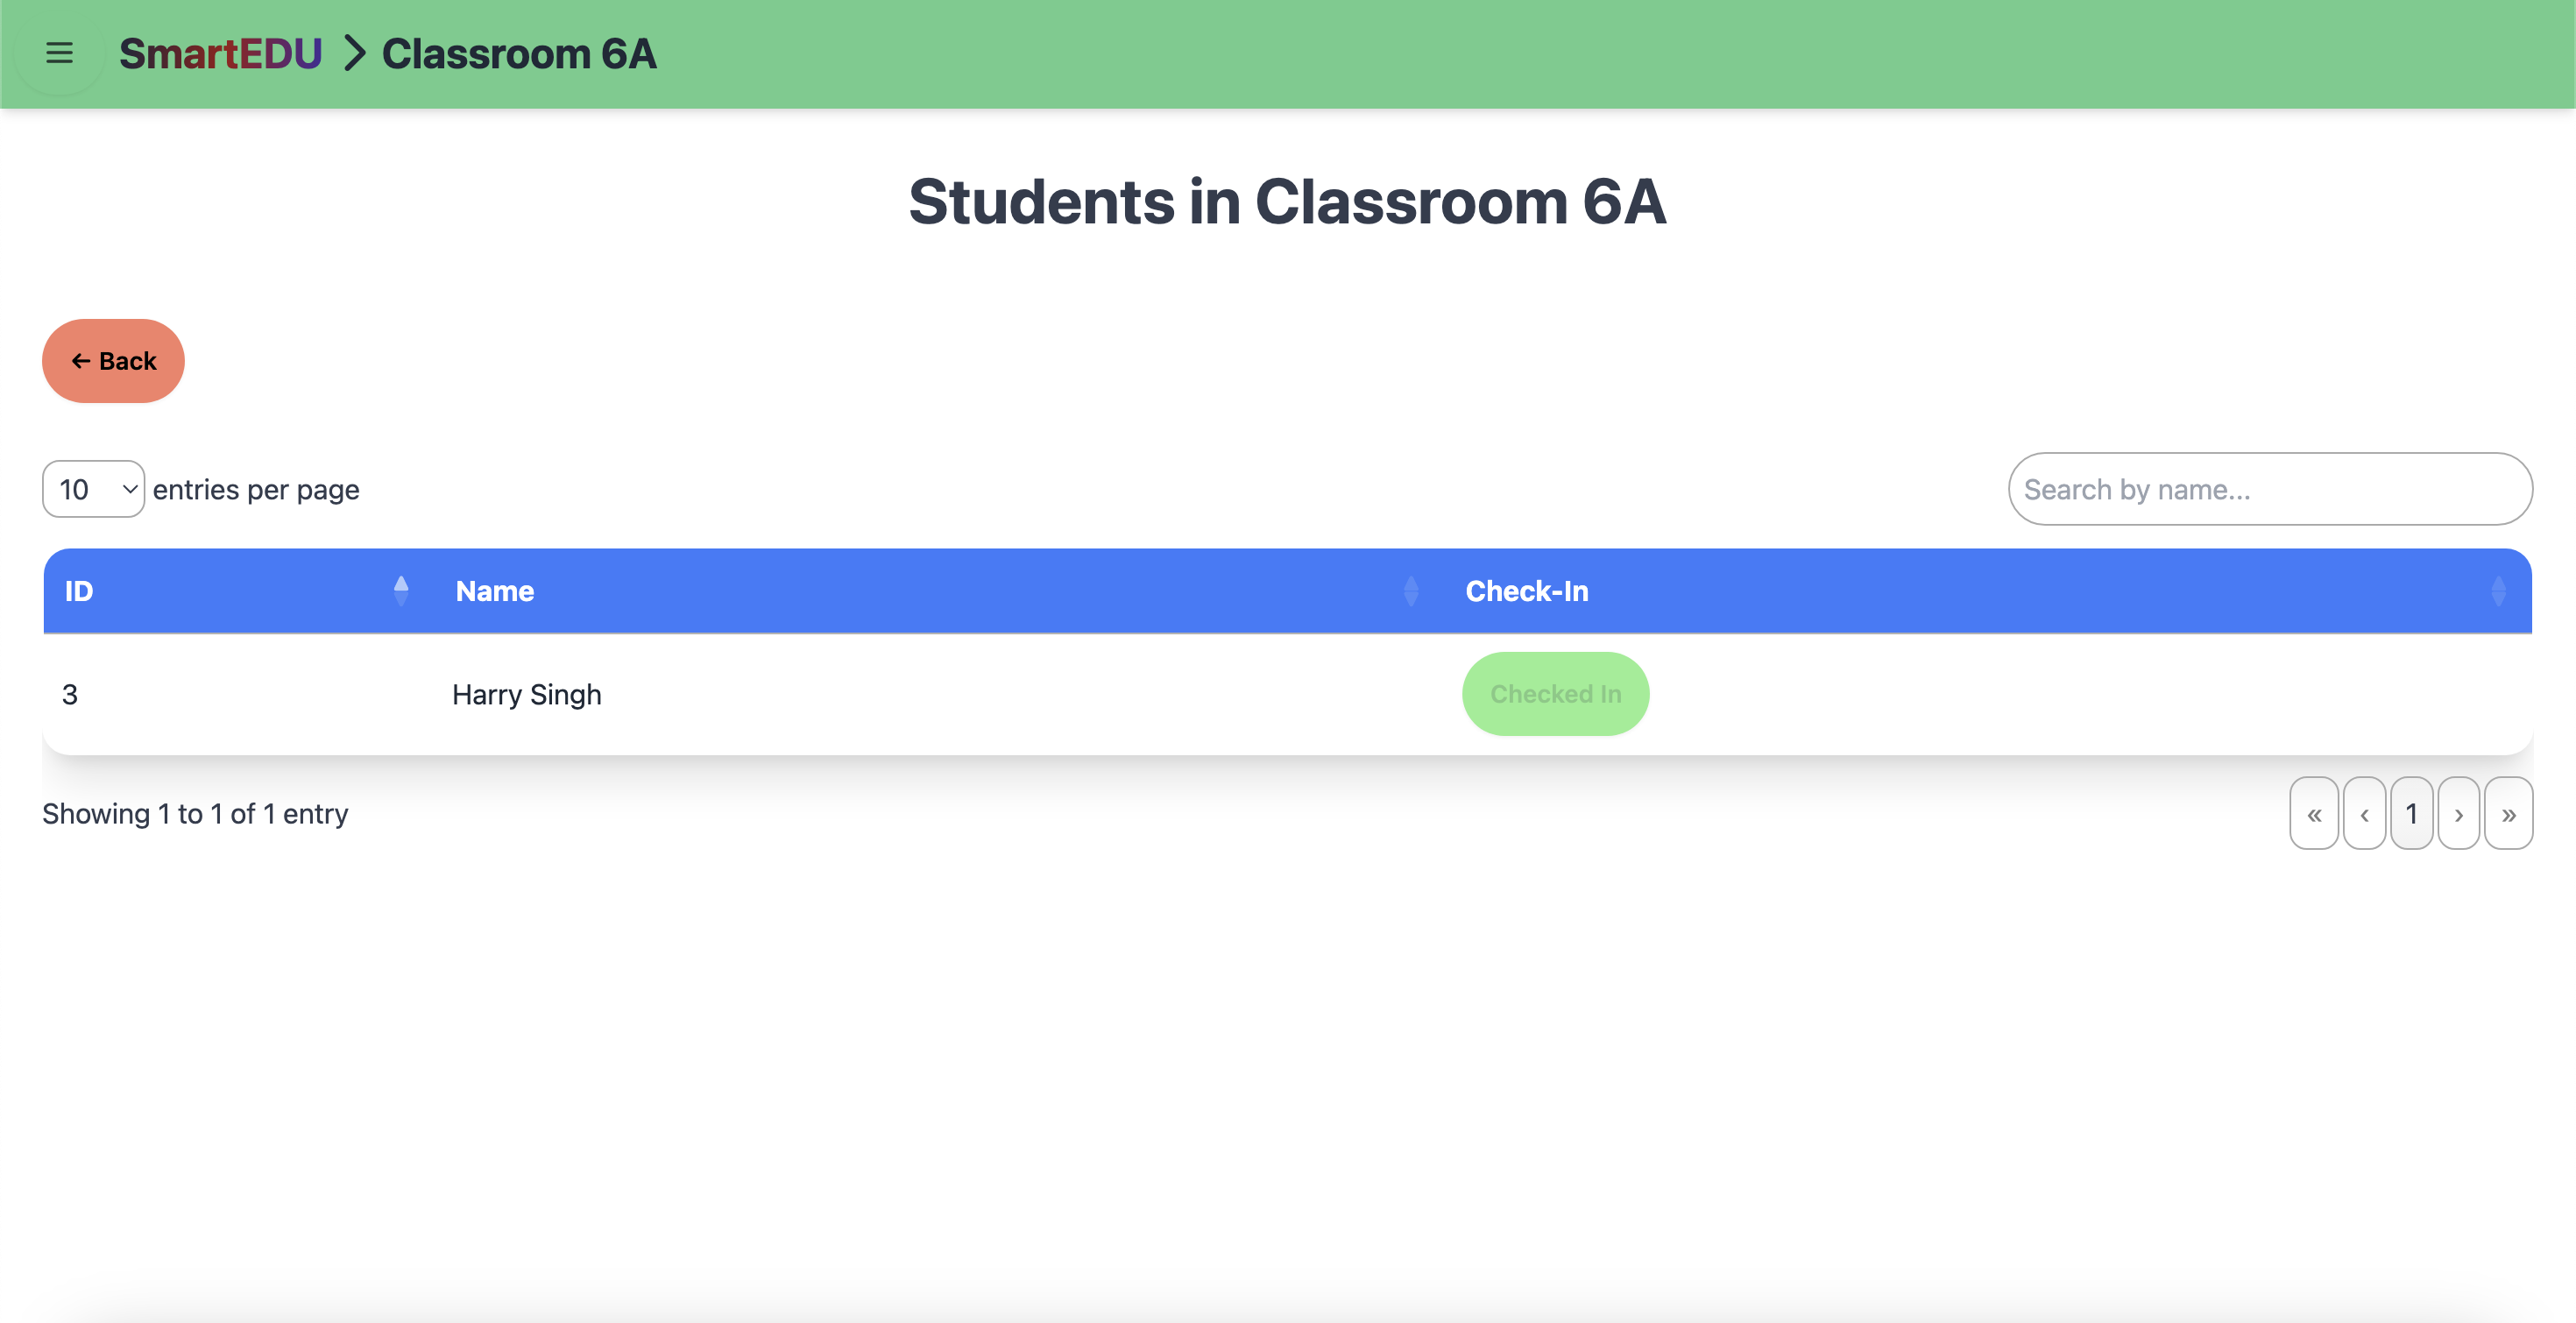 SmartEDU > Classroom 6A
Students in Classroom 6A
← Back
10 entries per page
Search by name...
ID Name Check-In
3 Harry Singh Checked In
Showing 1 to 1 of 1 entry
« ‹ 1 › »